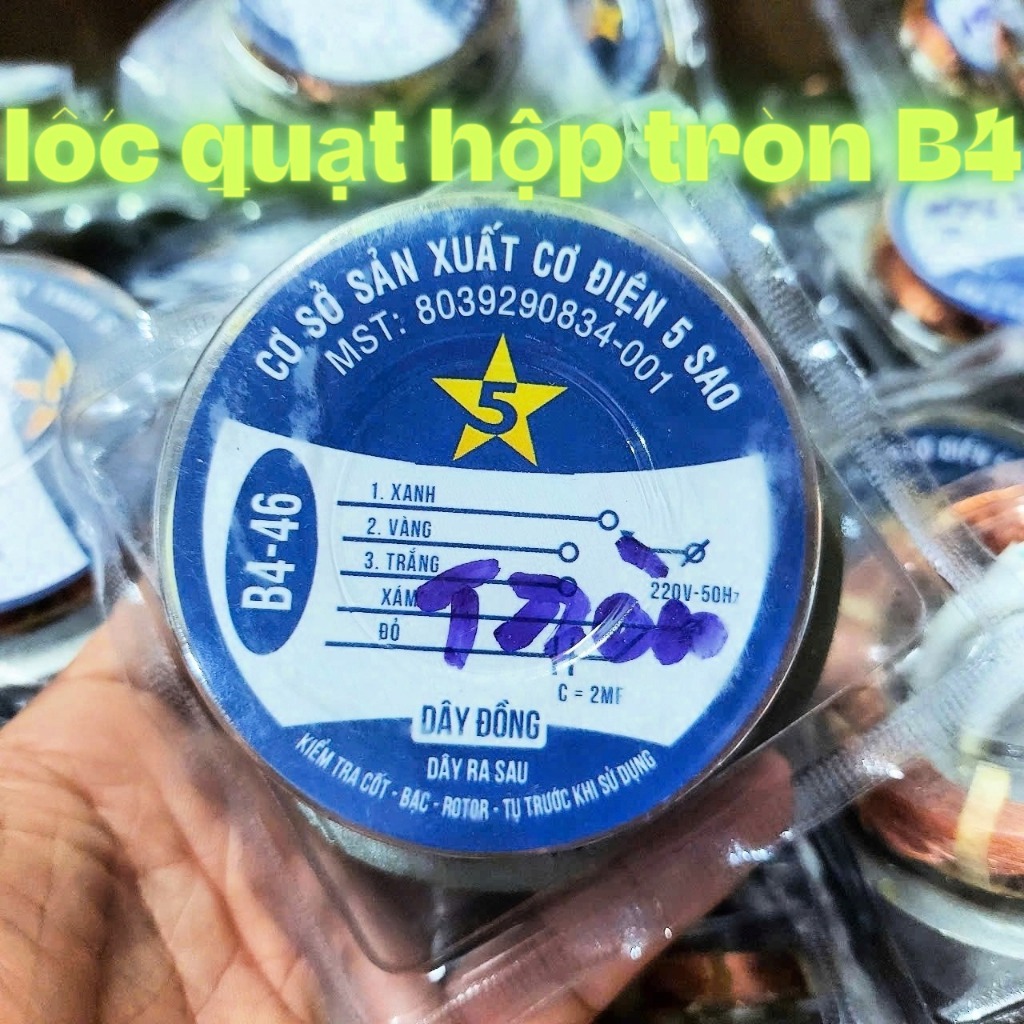 lốc quạt hộp tròn B4
CƠ SỞ SẢN XUẤT CƠ ĐIỆN 5 SAO
MST: 8039290834-001
5
B4-46
1. XANH
2. VÀNG
3. TRẮNG
XÁM
ĐỎ
220V-50Hz
TRÒN
C = 2MF
DÂY ĐỒNG
DÂY RA SAU
KIỂM TRA CỐT - BẠC - ROTOR - TỤ TRƯỚC KHI SỬ DỤNG